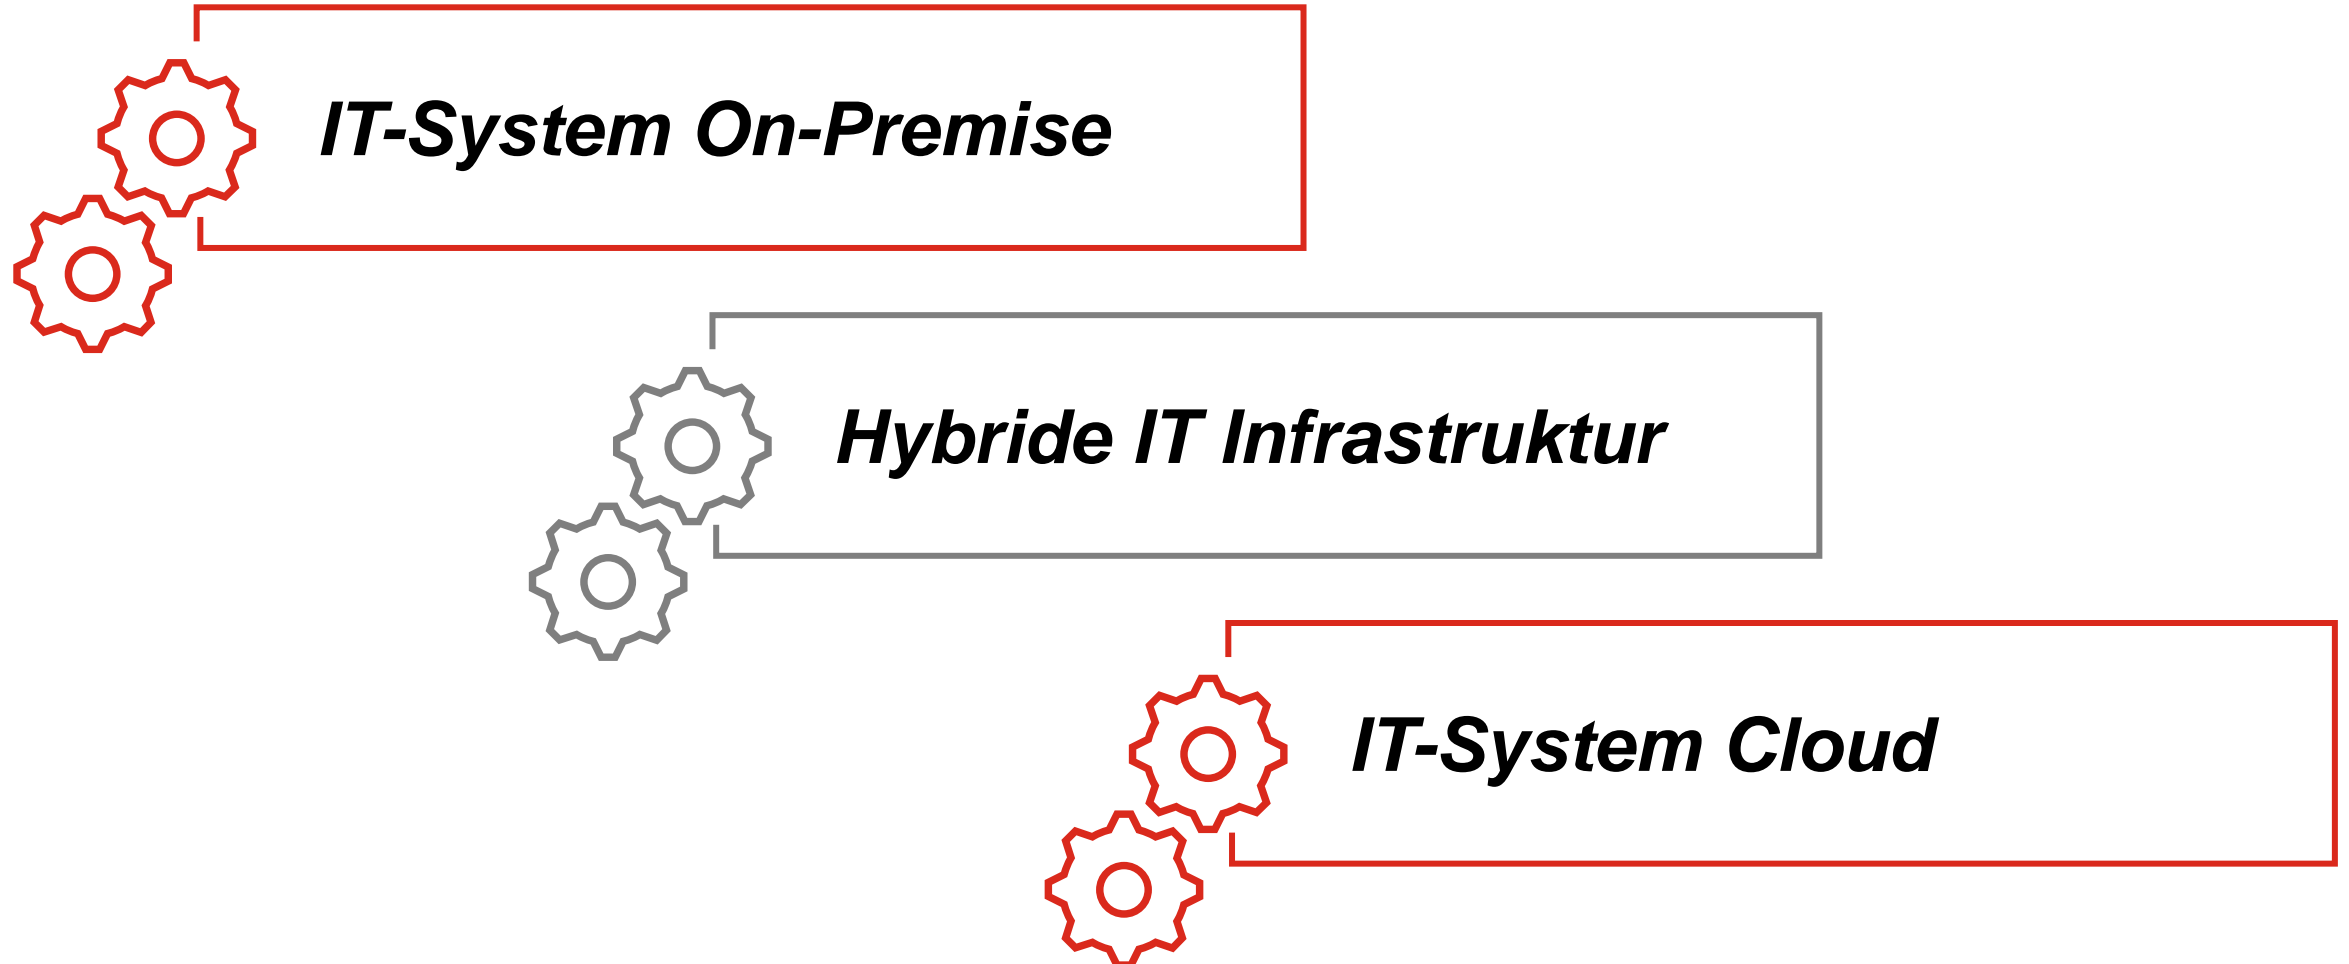 IT-System On-Premise
Hybride IT Infrastruktur
IT-System Cloud